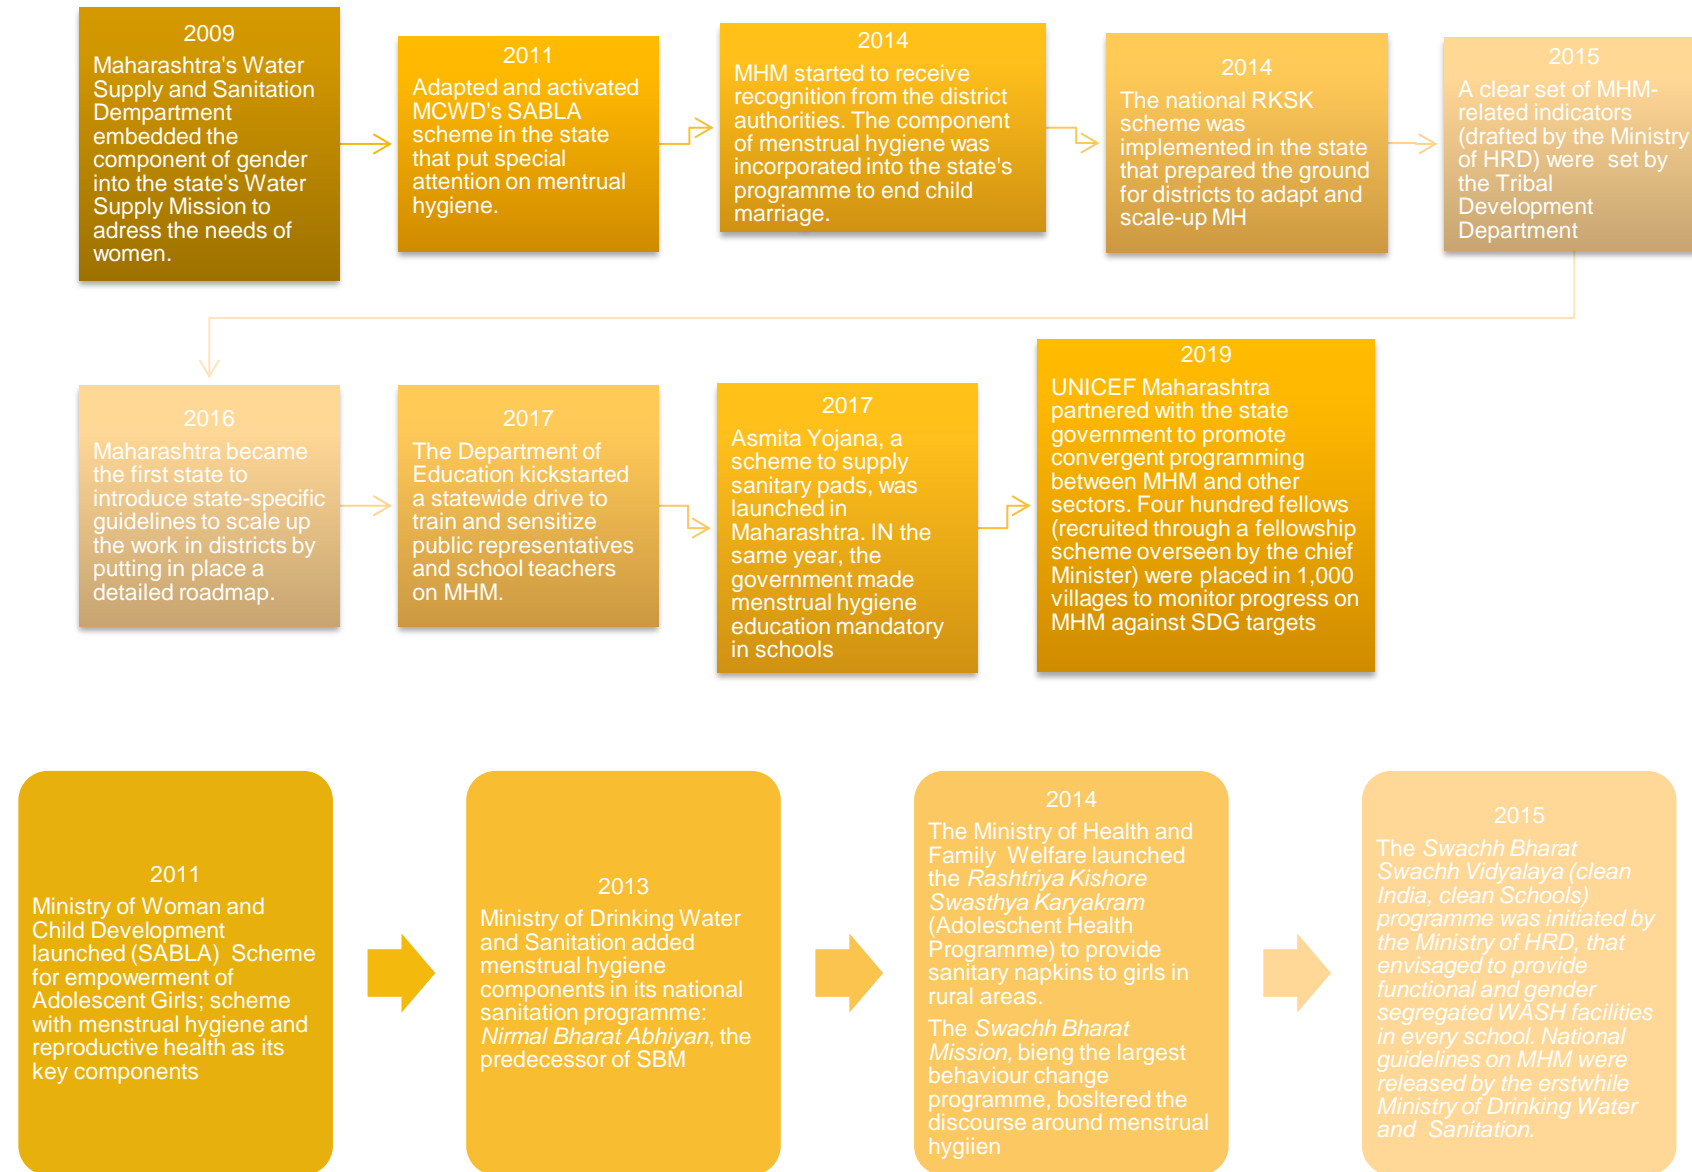 2009
Maharashtra's Water
Supply and Sanitation
Dempartment
embedded the
component of gender
into the state's Water
Supply Mission to
adress the needs of
women.
2011
Adapted and activated
MCWD's SABLA
scheme in the state
that put special
attention on mentrual
hygiene.
2014
MHM started to receive
recognition from the district
authorities. The component
of menstrual hygiene was
incorporated into the state's
programme to end child
marriage.
2014
The national RKSK
scheme was
implemented in the state
that prepared the ground
for districts to adapt and
scale-up MH
2015
A clear set of MHM-
related indicators
(drafted by the Ministry
of HRD) were set by
the Tribal
Development
Department
2016
Maharashtra became
the first state to
introduce state-specific
guidelines to scale up
the work in districts by
putting in place a
detailed roadmap.
2017
The Department of
Education kickstarted
a statewide drive to
train and sensitize
public representatives
and school teachers
on MHM.
2017
Asmita Yojana, a
scheme to supply
sanitary pads, was
launched in
Maharashtra. IN the
same year, the
government made
menstrual hygiene
education mandatory
in schools
2019
UNICEF Maharashtra
partnered with the state
government to promote
convergent programming
between MHM and other
sectors. Four hundred fellows
(recruited through a fellowship
scheme overseen by the chief
Minister) were placed in 1,000
villages to monitor progress on
MHM against SDG targets
2011
Ministry of Woman and
Child Development
launched (SABLA) Scheme
for empowerment of
Adolescent Girls; scheme
with menstrual hygiene and
reproductive health as its
key components
2013
Ministry of Drinking Water
and Sanitation added
menstrual hygiene
components in its national
sanitation programme:
Nirmal Bharat Abhiyan, the
predecessor of SBM
2014
The Ministry of Health and
Family Welfare launched
the Rashtriya Kishore
Swasthya Karyakram
(Adoleschent Health
Programme) to provide
sanitary napkins to girls in
rural areas.
The Swachh Bharat
Mission, bieng the largest
behaviour change
programme, bosltered the
discourse around menstrual
hygiien
2015
The Swachh Bharat
Swachh Vidyalaya (clean
India, clean Schools)
programme was initiated by
the Ministry of HRD, that
envisaged to provide
functional and gender
segregated WASH facilities
in every school. National
guidelines on MHM were
released by the erstwhile
Ministry of Drinking Water
and Sanitation.